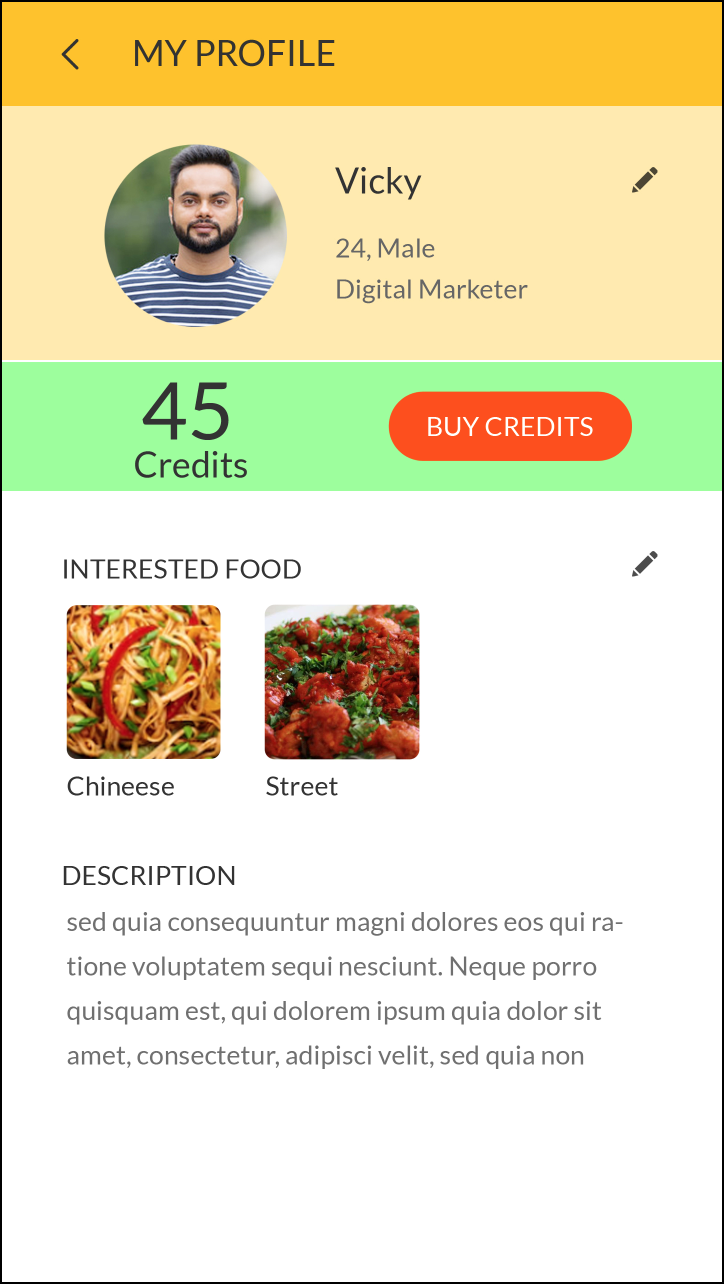 MY PROFILE
Vicky
24, Male
Digital Marketer
45
Credits
BUY CREDITS
INTERESTED FOOD
Chineese
Street
DESCRIPTION
sed quia consequuntur magni dolores eos qui ra-
tione voluptatem sequi nesciunt. Neque porro
quisquam est, qui dolorem ipsum quia dolor sit
amet, consectetur, adipisci velit, sed quia non